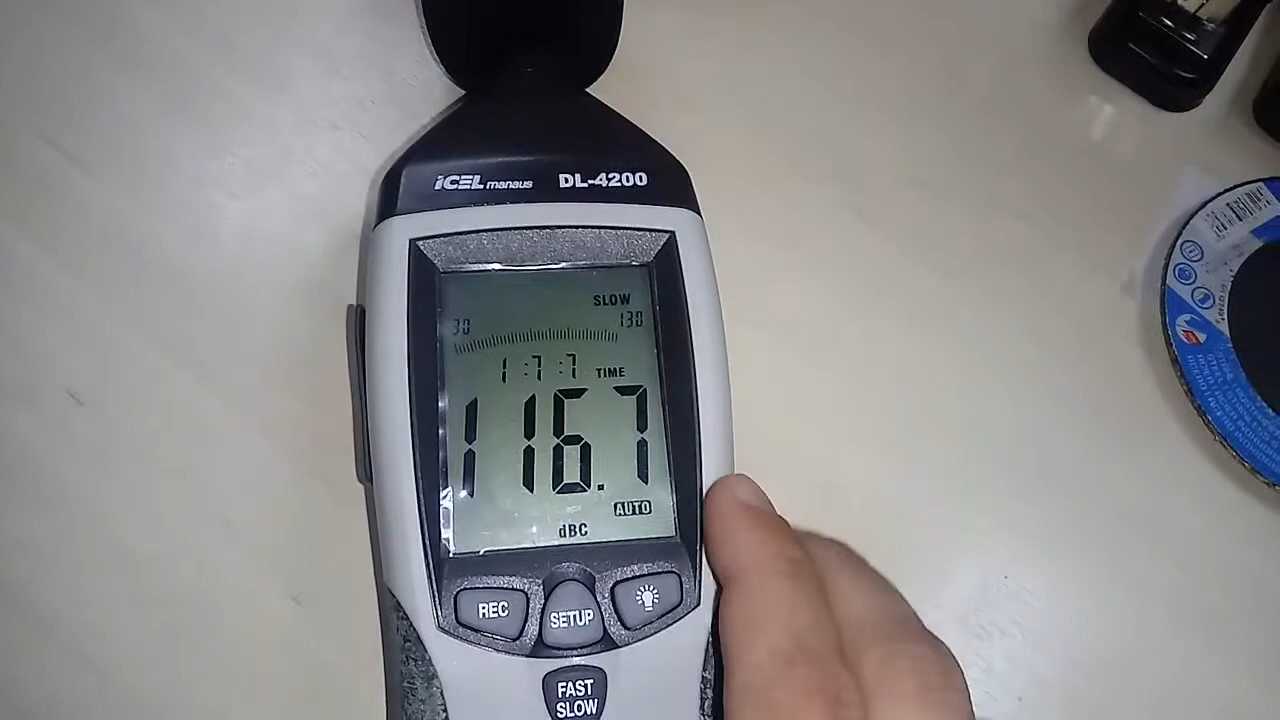 iCEL manaus DL-4200
SLOW
30 130
1:7:7 TIME
116.7
AUTO
dBC
REC
SETUP
FAST
SLOW